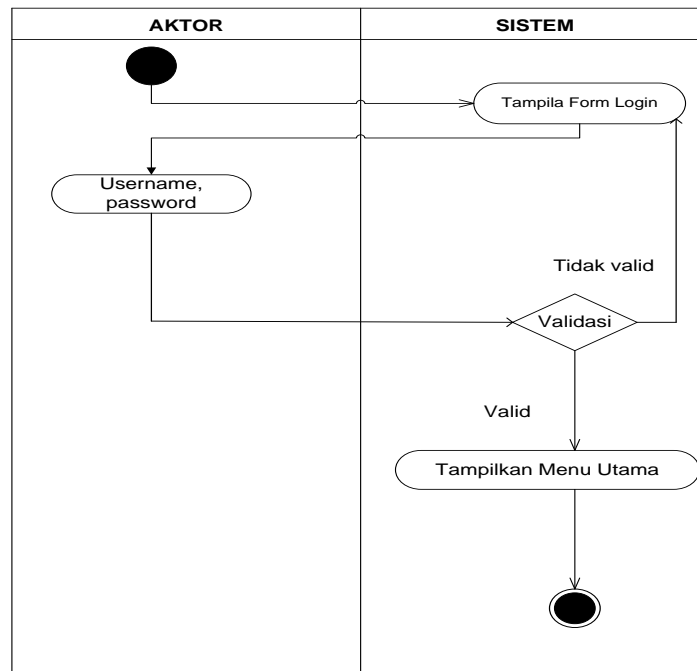 AKTOR
SISTEM
Tampila Form Login
Username,
password
Tidak valid
Validasi
Valid
Tampilkan Menu Utama